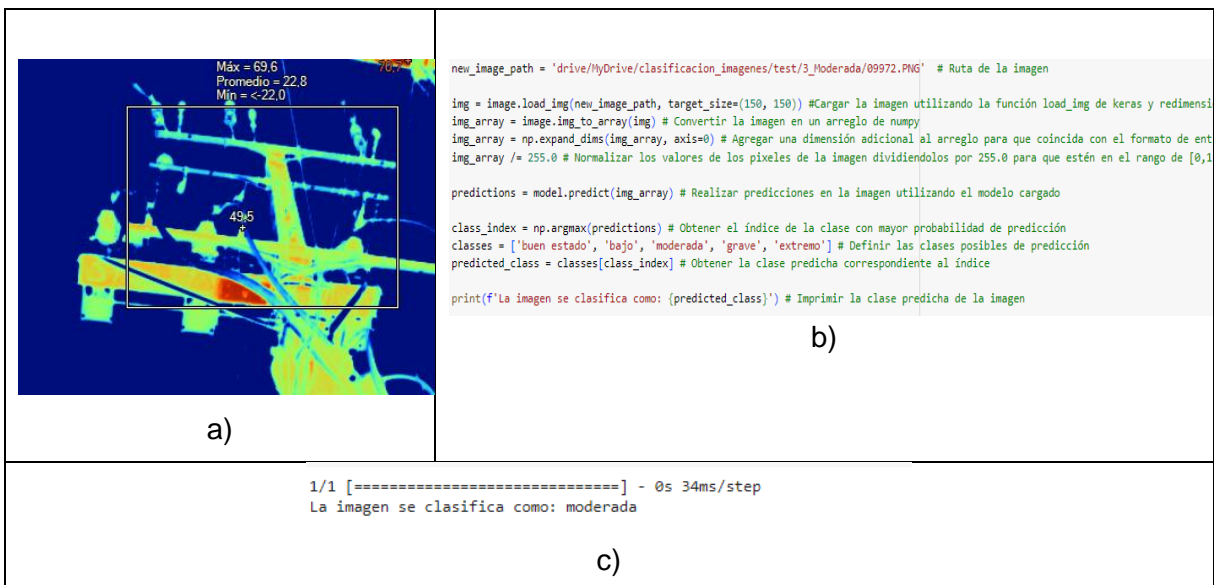 Máx = 69,6
Promedio = 22,8
Mín = <-22,0
49,5
a)
new_image_path = 'drive/MyDrive/clasificacion_imagenes/test/3_Moderada/09972.PNG' # Ruta de la imagen
img = image.load_img(new_image_path, target_size=(150, 150)) #Cargar la imagen utilizando la función load_img de keras y redimensi
img_array = image.img_to_array(img) # Convertir la imagen en un arreglo de numpy
img_array = np.expand_dims(img_array, axis=0) # Agregar una dimensión adicional al arreglo para que coincida con el formato de ent
img_array /= 255.0 # Normalizar los valores de los pixeles de la imagen dividiendolos por 255.0 para que estén en el rango de [0,1
predictions = model.predict(img_array) # Realizar predicciones en la imagen utilizando el modelo cargado
class_index = np.argmax(predictions) # Obtener el índice de la clase con mayor probabilidad de predicción
classes = ['buen estado', 'bajo', 'moderada', 'grave', 'extremo'] # Definir las clases posibles de predicción
predicted_class = classes[class_index] # Obtener la clase predicha correspondiente al índice
print(f'La imagen se clasifica como: {predicted_class}') # Imprimir la clase predicha de la imagen
b)
1/1 [==============================] - 0s 34ms/step
La imagen se clasifica como: moderada
c)